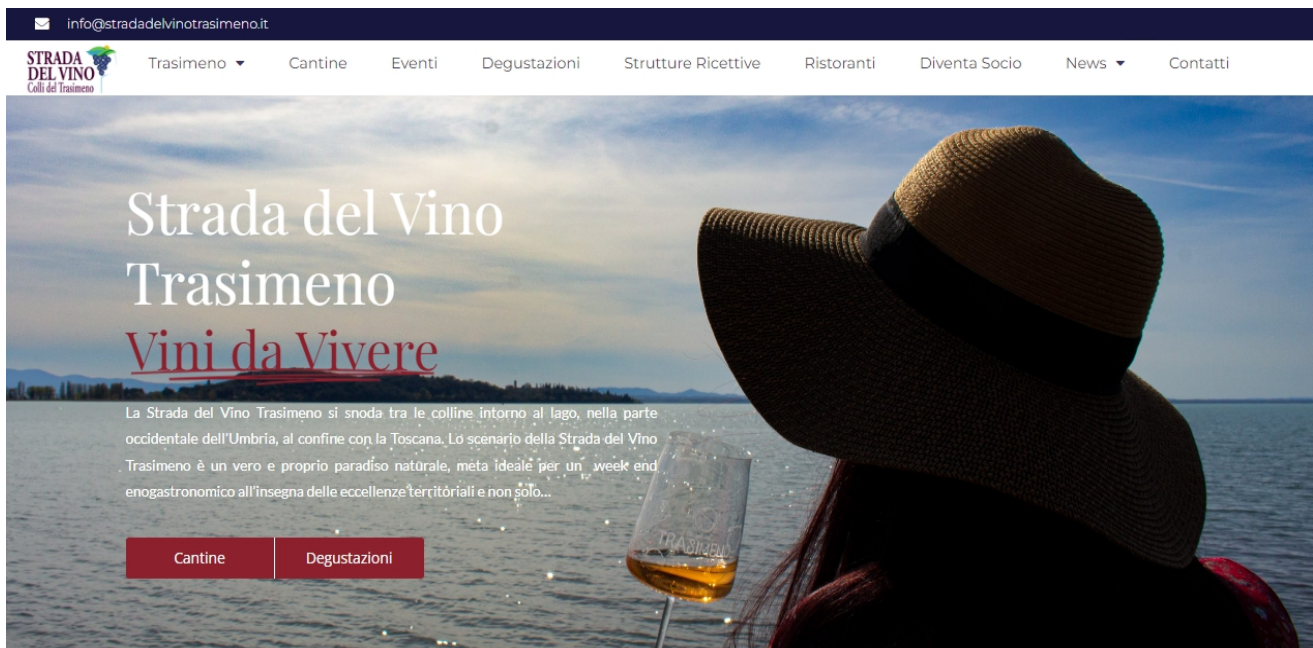 info@stradadelvinotrasimeno.it
STRADA
DEL VINO
Colli del Trasimeno
Trasimeno Cantine Eventi Degustazioni Strutture Ricettive Ristoranti Diventa Socio News Contatti
Strada del Vino
Trasimeno
Vini da Vivere
La Strada del Vino Trasimeno si snoda tra le colline intorno al lago, nella parte
occidentale dell'Umbria, al confine con la Toscana. Lo scenario della Strada del Vino
Trasimeno è un vero e proprio paradiso naturale, meta ideale per un week end
enogastronomico all'insegna delle eccellenze territoriali e non solo...
Cantine Degustazioni